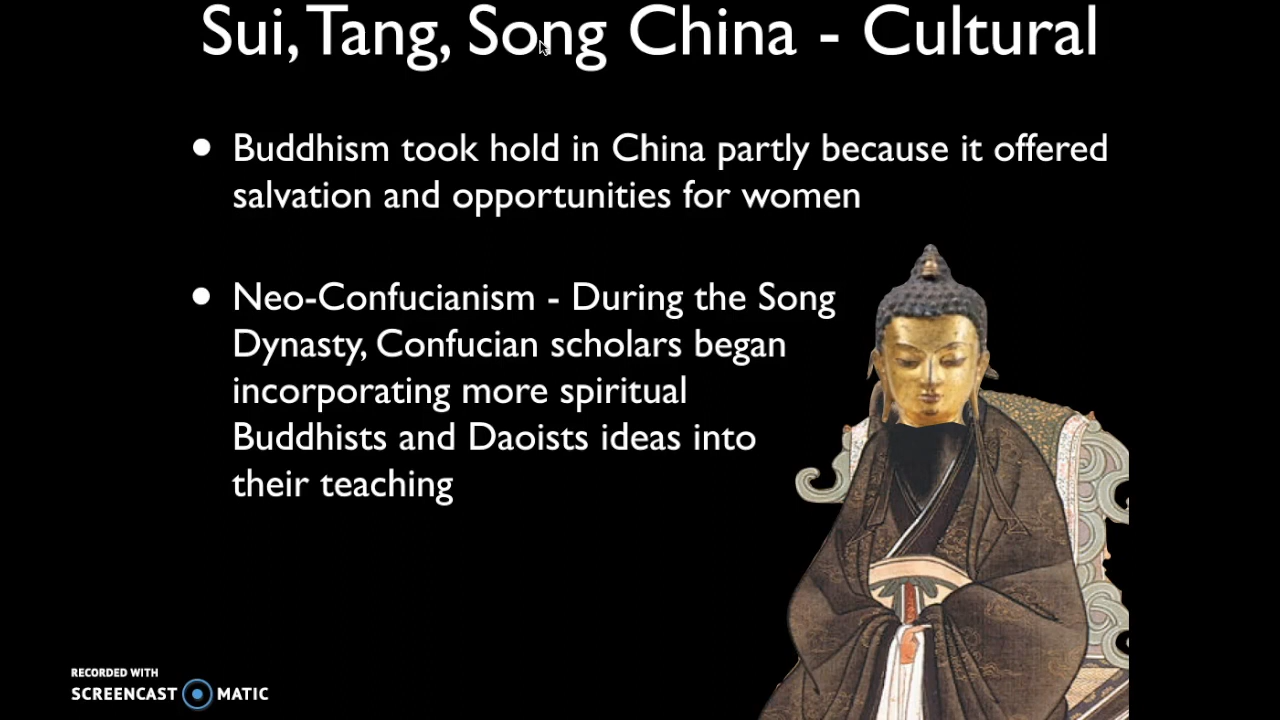 Sui, Tang, Song China - Cultural
• Buddhism took hold in China partly because it offered
salvation and opportunities for women
• Neo-Confucianism - During the Song
Dynasty, Confucian scholars began
incorporating more spiritual
Buddhists and Daoists ideas into
their teaching
RECORDED WITH
SCREENCAST MATIC